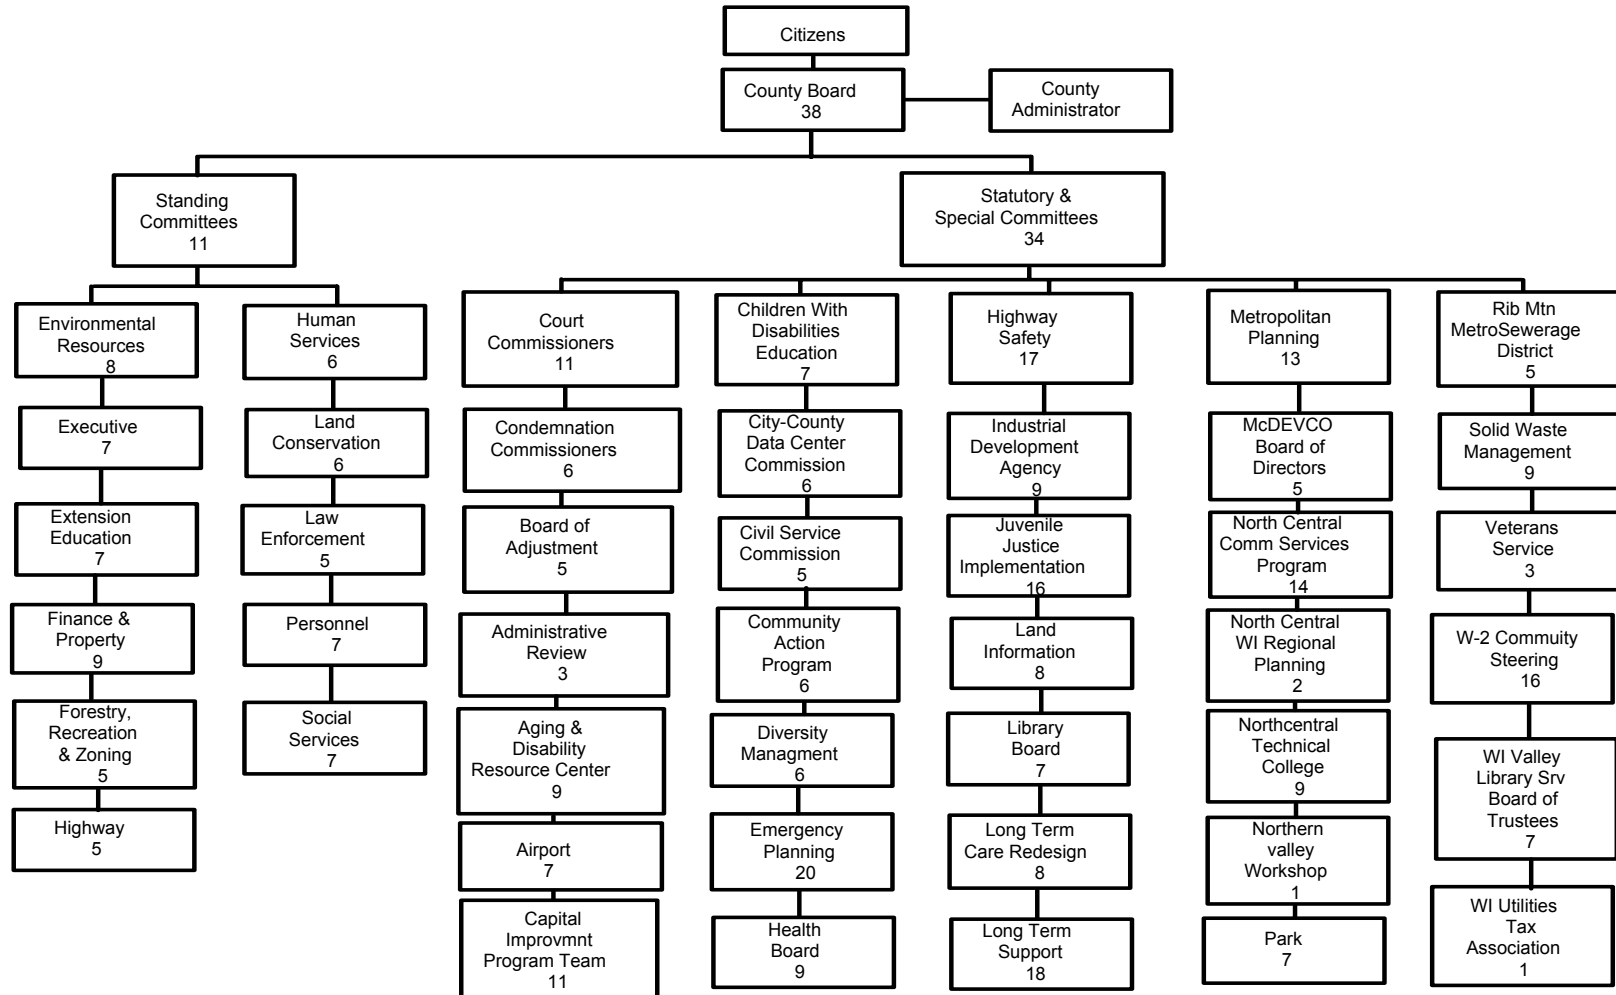 Citizens
County Board
38
County
Administrator
Standing
Committees
11
Statutory &
Special Committees
34
Environmental
Resources
8
Executive
7
Extension
Education
7
Finance &
Property
9
Forestry,
Recreation
& Zoning
5
Highway
5
Human
Services
6
Land
Conservation
6
Law
Enforcement
5
Personnel
7
Social
Services
7
Court
Commissioners
11
Condemnation
Commissioners
6
Board of
Adjustment
5
Administrative
Review
3
Aging &
Disability
Resource Center
9
Airport
7
Capital
Improvmnt
Program Team
11
Children With
Disabilities
Education
7
City-County
Data Center
Commission
6
Civil Service
Commission
5
Community
Action
Program
6
Diversity
Managment
6
Emergency
Planning
20
Health
Board
9
Highway
Safety
17
Industrial
Development
Agency
9
Juvenile
Justice
Implementation
16
Land
Information
8
Library
Board
7
Long Term
Care Redesign
8
Long Term
Support
18
Metropolitan
Planning
13
McDEVCO
Board of
Directors
5
North Central
Comm Services
Program
14
North Central
WI Regional
Planning
2
Northcentral
Technical
College
9
Northern
valley
Workshop
1
Park
7
Rib Mtn
MetroSewerage
District
5
Solid Waste
Management
9
Veterans
Service
3
W-2 Commuity
Steering
16
WI Valley
Library Srv
Board of
Trustees
7
WI Utilities
Tax
Association
1